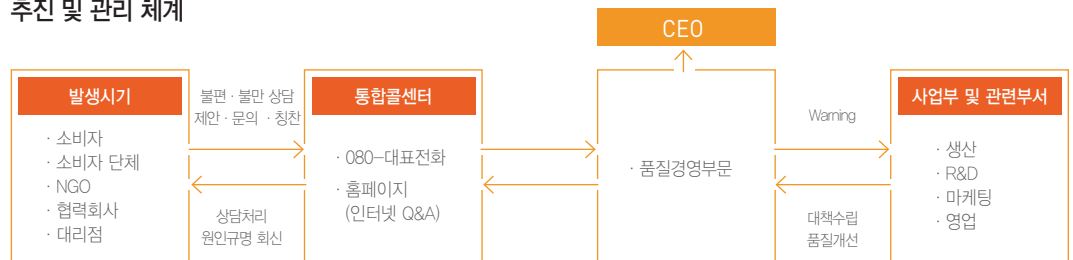 추진 및 관리 체계
CEO
발생시기
· 소비자
· 소비자 단체
· NGO
· 협력회사
· 대리점
불편 · 불만 상담
제안 · 문의 · 칭찬
상담처리
원인규명 회신
통합콜센터
· 080-대표전화
· 홈페이지
(인터넷 Q&A)
· 품질경영부문
Warning
대책수립
품질개선
사업부 및 관련부서
· 생산
· R&D
· 마케팅
· 영업